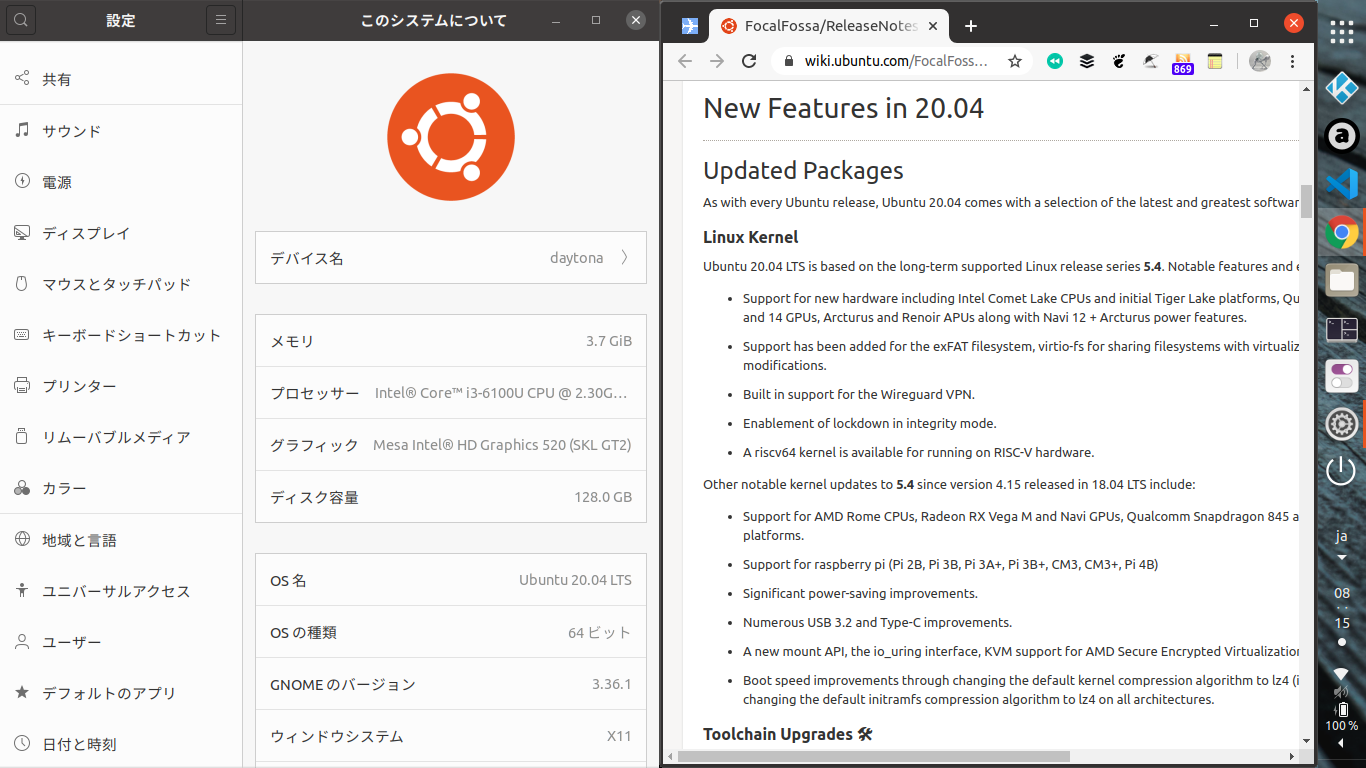 設定
共有
サウンド
電源
ディスプレイ
マウスとタッチパッド
キーボードショートカット
プリンター
リムーバブルメディア
カラー
地域と言語
ユニバーサルアクセス
ユーザー
デフォルトのアプリ
日付と時刻
このシステムについて
デバイス名 daytona
メモリ 3.7 GiB
プロセッサー Intel® Core™ i3-6100U CPU @ 2.30G…
グラフィック Mesa Intel® HD Graphics 520 (SKL GT2)
ディスク容量 128.0 GB
OS 名 Ubuntu 20.04 LTS
OS の種類 64 ビット
GNOME のバージョン 3.36.1
ウィンドウシステム X11
FocalFossa/ReleaseNotes
wiki.ubuntu.com/FocalFoss…
869
New Features in 20.04
Updated Packages
As with every Ubuntu release, Ubuntu 20.04 comes with a selection of the latest and greatest softwar
Linux Kernel
Ubuntu 20.04 LTS is based on the long-term supported Linux release series 5.4. Notable features and e
Support for new hardware including Intel Comet Lake CPUs and initial Tiger Lake platforms, Qu
and 14 GPUs, Arcturus and Renoir APUs along with Navi 12 + Arcturus power features.
Support has been added for the exFAT filesystem, virtio-fs for sharing filesystems with virtualiz
modifications.
Built in support for the Wireguard VPN.
Enablement of lockdown in integrity mode.
A riscv64 kernel is available for running on RISC-V hardware.
Other notable kernel updates to 5.4 since version 4.15 released in 18.04 LTS include:
Support for AMD Rome CPUs, Radeon RX Vega M and Navi GPUs, Qualcomm Snapdragon 845 a
platforms.
Support for raspberry pi (Pi 2B, Pi 3B, Pi 3A+, Pi 3B+, CM3, CM3+, Pi 4B)
Significant power-saving improvements.
Numerous USB 3.2 and Type-C improvements.
A new mount API, the io_uring interface, KVM support for AMD Secure Encrypted Virtualization
Boot speed improvements through changing the default kernel compression algorithm to lz4 (i
changing the default initramfs compression algorithm to lz4 on all architectures.
Toolchain Upgrades 🛠
a
ja
08
15
100 %